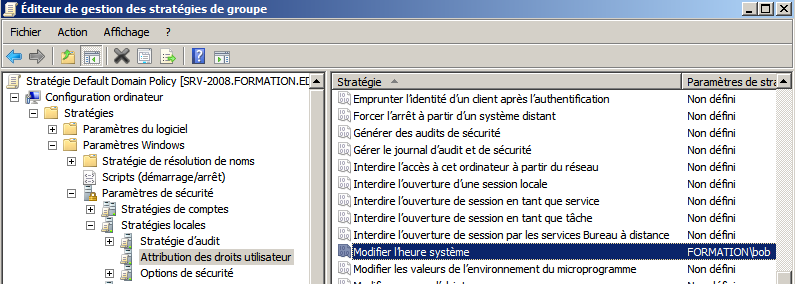 Éditeur de gestion des stratégies de groupe
Fichier Action Affichage ?
Stratégie Default Domain Policy [SRV-2008.FORMATION.ED
Configuration ordinateur
Stratégies
Paramètres du logiciel
Paramètres Windows
Stratégie de résolution de noms
Scripts (démarrage/arrêt)
Paramètres de sécurité
Stratégies de comptes
Stratégies locales
Stratégie d'audit
Attribution des droits utilisateur
Options de sécurité
Stratégie Paramètres de stra
Emprunter l'identité d'un client après l'authentification Non défini
Forcer l'arrêt à partir d'un système distant Non défini
Générer des audits de sécurité Non défini
Gérer le journal d'audit et de sécurité Non défini
Interdire l'accès à cet ordinateur à partir du réseau Non défini
Interdire l'ouverture d'une session locale Non défini
Interdire l'ouverture de session en tant que service Non défini
Interdire l'ouverture de session en tant que tâche Non défini
Interdire l'ouverture de session par les services Bureau à distance Non défini
Modifier l'heure système FORMATION\bob
Modifier les valeurs de l'environnement du microprogramme Non défini